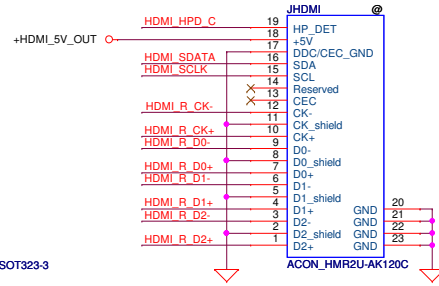 JHDMI @
HDMI_HPD_C 19 HP_DET
+HDMI_5V_OUT 18 +5V
17 DDC/CEC_GND
HDMI_SDATA 16 SDA
HDMI_SCLK 15 SCL
14 Reserved
13 CEC
HDMI_R_CK- 12 CK-
11 CK_shield
HDMI_R_CK+ 10 CK+
HDMI_R_D0- 9 D0-
8 D0_shield
HDMI_R_D0+ 7 D0+
HDMI_R_D1- 6 D1-
5 D1_shield
HDMI_R_D1+ 4 D1+ GND 20
HDMI_R_D2- 3 D2- GND 21
2 D2_shield GND 22
HDMI_R_D2+ 1 D2+ GND 23
SOT323-3
ACON_HMR2U-AK120C